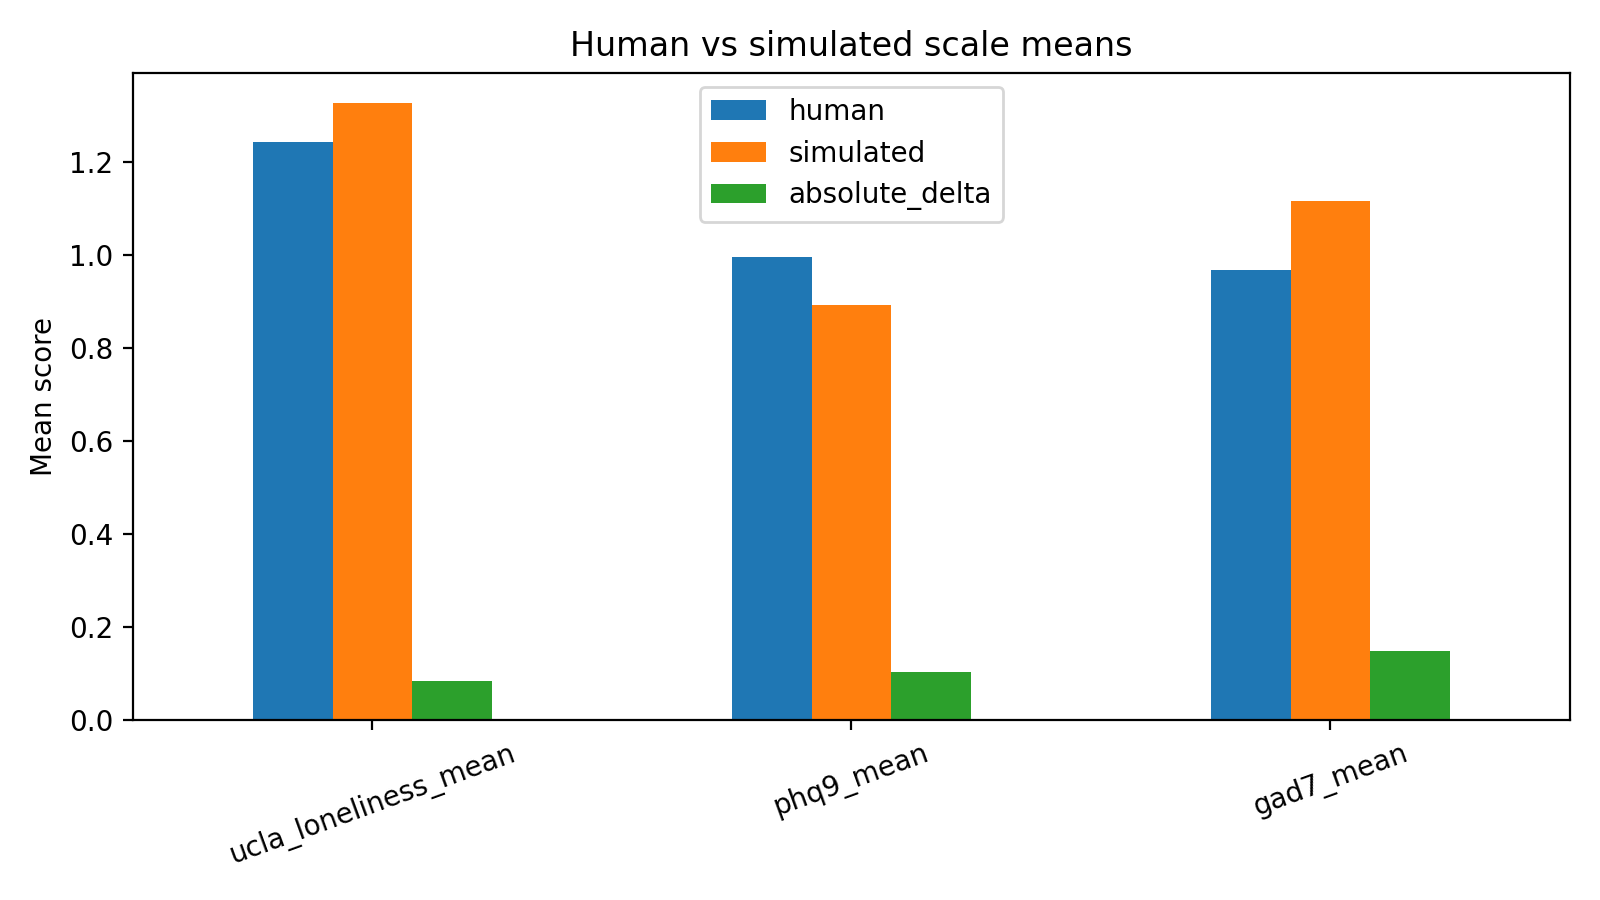 Human vs simulated scale means
human
simulated
absolute_delta
Mean score
1.2
1.0
0.8
0.6
0.4
0.2
0.0
ucla_loneliness_mean
phq9_mean
gad7_mean